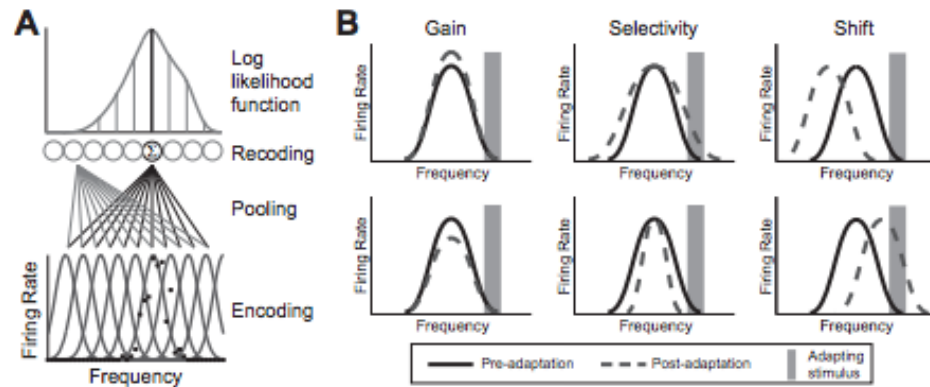 A
Log
likelihood
function
Σ
Recoding
Pooling
Encoding
Firing Rate
Frequency
B
Gain
Selectivity
Shift
Firing Rate
Frequency
Firing Rate
Frequency
Firing Rate
Frequency
Firing Rate
Frequency
Firing Rate
Frequency
Firing Rate
Frequency
Pre-adaptation
Post-adaptation
Adapting
stimulus